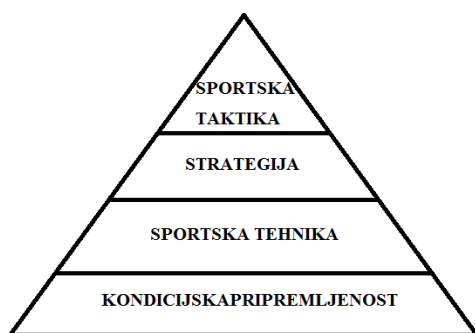 SPORTSKA
TAKTIKA
STRATEGIJA
SPORTSKA TEHNIKA
KONDICIJSKAPRIPREMLJENOST